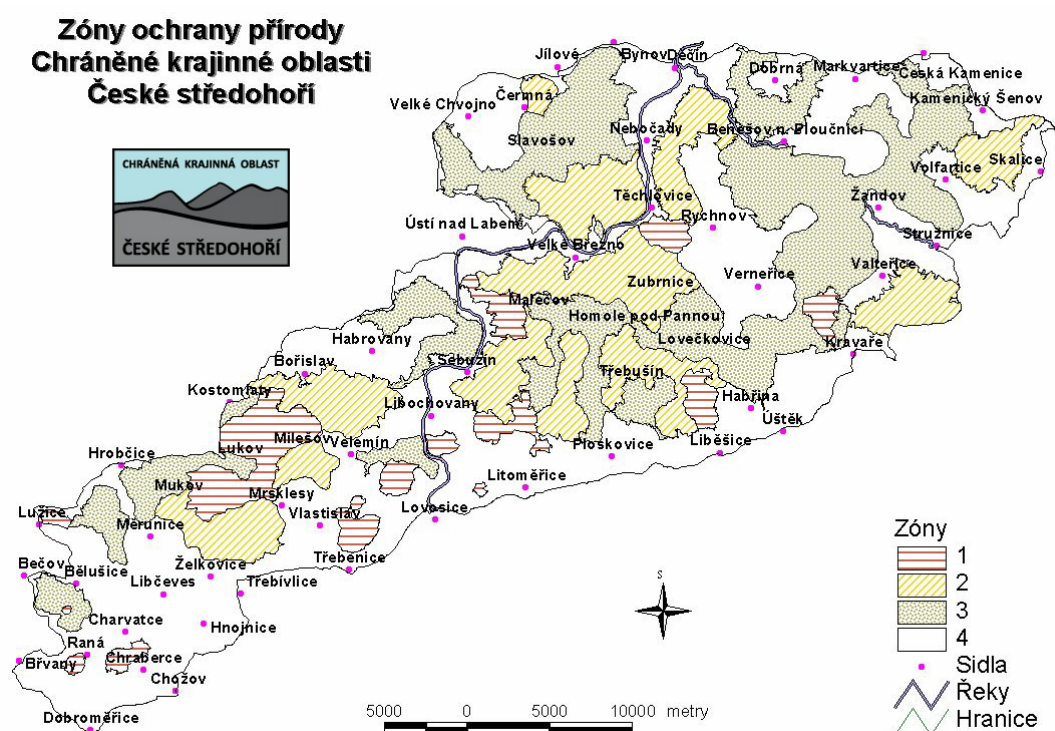 Zóny ochrany přírody
Chráněné krajinné oblasti
České středohoří
CHRÁNĚNÁ KRAJINNÁ OBLAST
ČESKÉ STŘEDOHOŘÍ
Jílové
Bynov
Děčín
Dobrná
Markvartice
Česká Kamenice
Velké Chvojno
Čermná
Kamenický Šenov
Slavošov
Nebočady
Benešov n. Ploučnicí
Volfartice
Skalice
Těchlovice
Žandov
Ústí nad Labem
Rychnov
Stružnice
Velké Březno
Zubrnice
Verneřice
Valteřice
Malečov
Homole pod Pannou
Habrovany
Lovečkovice
Kravaře
Bořislav
Sebuzín
Třebušín
Kostomlaty
Libochovany
Habřina
Úštěk
Lukov
Milešov
Velemín
Ploskovice
Liběšice
Hrobčice
Mukov
Mrsklesy
Litoměřice
Lužice
Měrunice
Vlastislav
Lovosice
Bečov
Bělušice
Želkovice
Třebenice
Libčeves
Třebívlice
Charvatce
Hnojnice
Raná
Břvany
Chraberce
Chožov
Dobroměřice
S
5000 0 5000 10000 metry
Zóny
1
2
3
4
Sidla
Řeky
Hranice